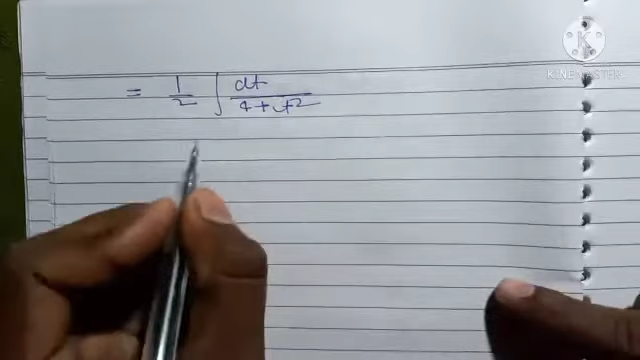 K
KINEMASTER
= 1/2 ∫ dt/(4+t²)